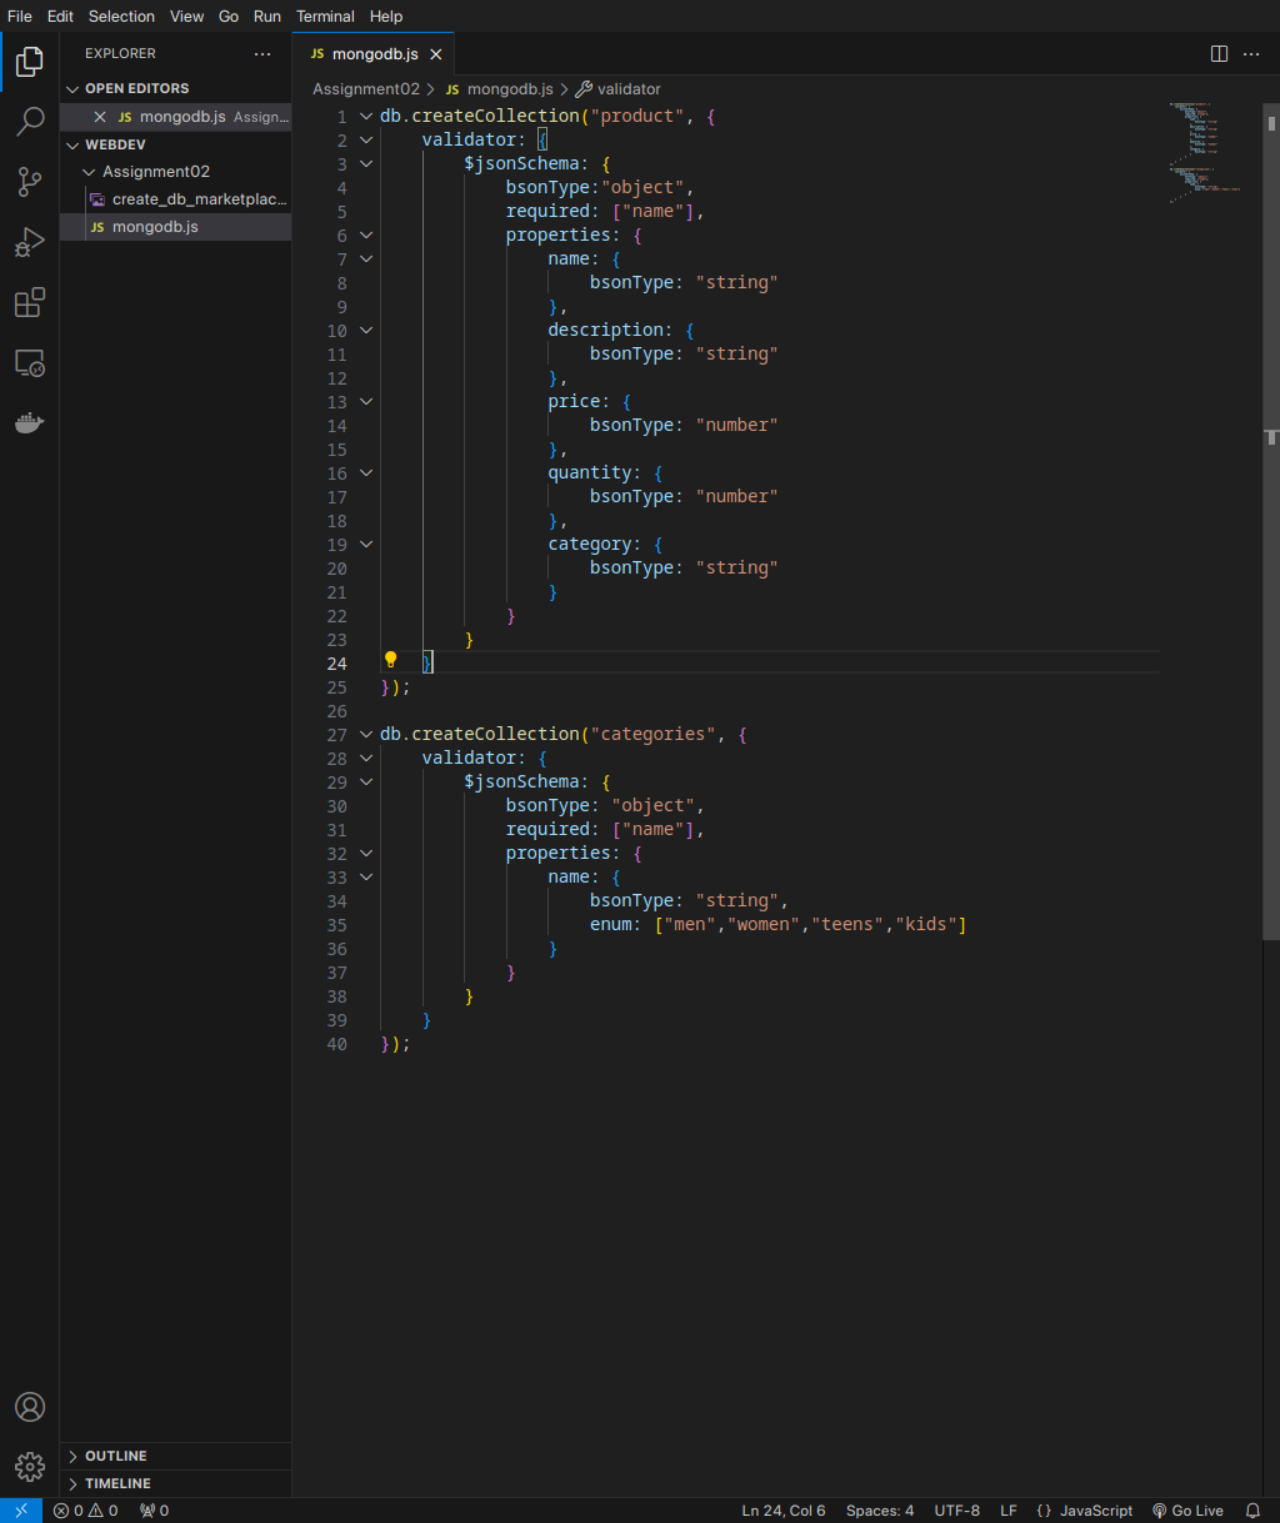 File Edit Selection View Go Run Terminal Help
EXPLORER ...
OPEN EDITORS
JS mongodb.js Assign...
WEBDEV
Assignment02
create_db_marketplac...
JS mongodb.js
OUTLINE
TIMELINE
JS mongodb.js
Assignment02 > JS mongodb.js > validator
1 db.createCollection("product", {
2 validator: {
3 $jsonSchema: {
4 bsonType:"object",
5 required: ["name"],
6 properties: {
7 name: {
8 bsonType: "string"
9 },
10 description: {
11 bsonType: "string"
12 },
13 price: {
14 bsonType: "number"
15 },
16 quantity: {
17 bsonType: "number"
18 },
19 category: {
20 bsonType: "string"
21 }
22 }
23 }
24 }
25 });
26
27 db.createCollection("categories", {
28 validator: {
29 $jsonSchema: {
30 bsonType: "object",
31 required: ["name"],
32 properties: {
33 name: {
34 bsonType: "string",
35 enum: ["men","women","teens","kids"]
36 }
37 }
38 }
39 }
40 });
0 0 0 Ln 24, Col 6 Spaces: 4 UTF-8 LF {} JavaScript Go Live